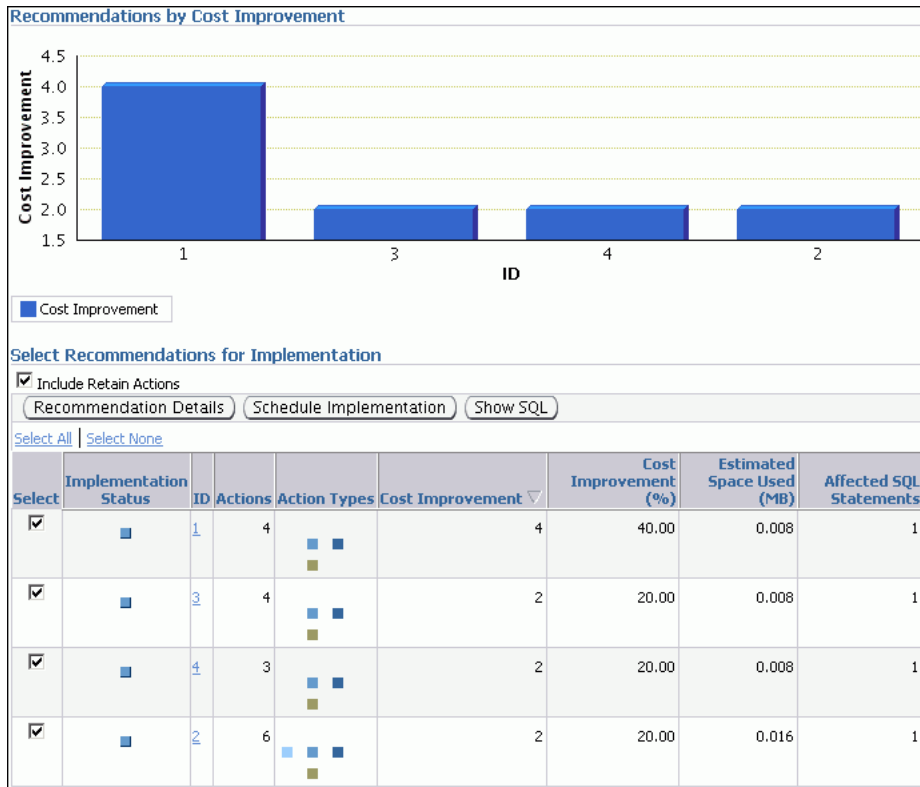 Recommendations by Cost Improvement
4.5
4.0
3.5
3.0
2.5
2.0
1.5
Cost Improvement
1 3 4 2
ID
Cost Improvement
Select Recommendations for Implementation
Include Retain Actions
Recommendation Details Schedule Implementation Show SQL
Select All | Select None
Select Implementation Status ID Actions Action Types Cost Improvement Cost Improvement (%) Estimated Space Used (MB) Affected SQL Statements
1 4 4 40.00 0.008 1
3 4 2 20.00 0.008 1
4 3 2 20.00 0.008 1
2 6 2 20.00 0.016 1